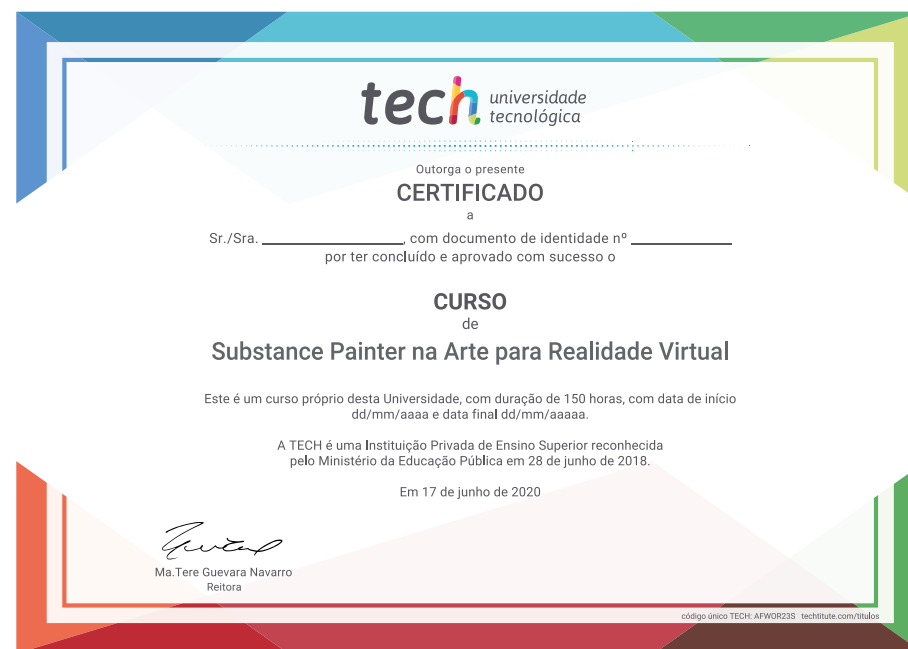 tech universidade
tecnológica
Outorga o presente
CERTIFICADO
a
Sr./Sra. ____________, com documento de identidade nº ____________
por ter concluído e aprovado com sucesso o
CURSO
de
Substance Painter na Arte para Realidade Virtual
Este é um curso próprio desta Universidade, com duração de 150 horas, com data de início
dd/mm/aaaa e data final dd/mm/aaaaa.
A TECH é uma Instituição Privada de Ensino Superior reconhecida
pelo Ministério da Educação Pública em 28 de junho de 2018.
Em 17 de junho de 2020
Ma.Tere Guevara Navarro
Reitora
código único TECH: AFWOR23S techtitute.com/titulos